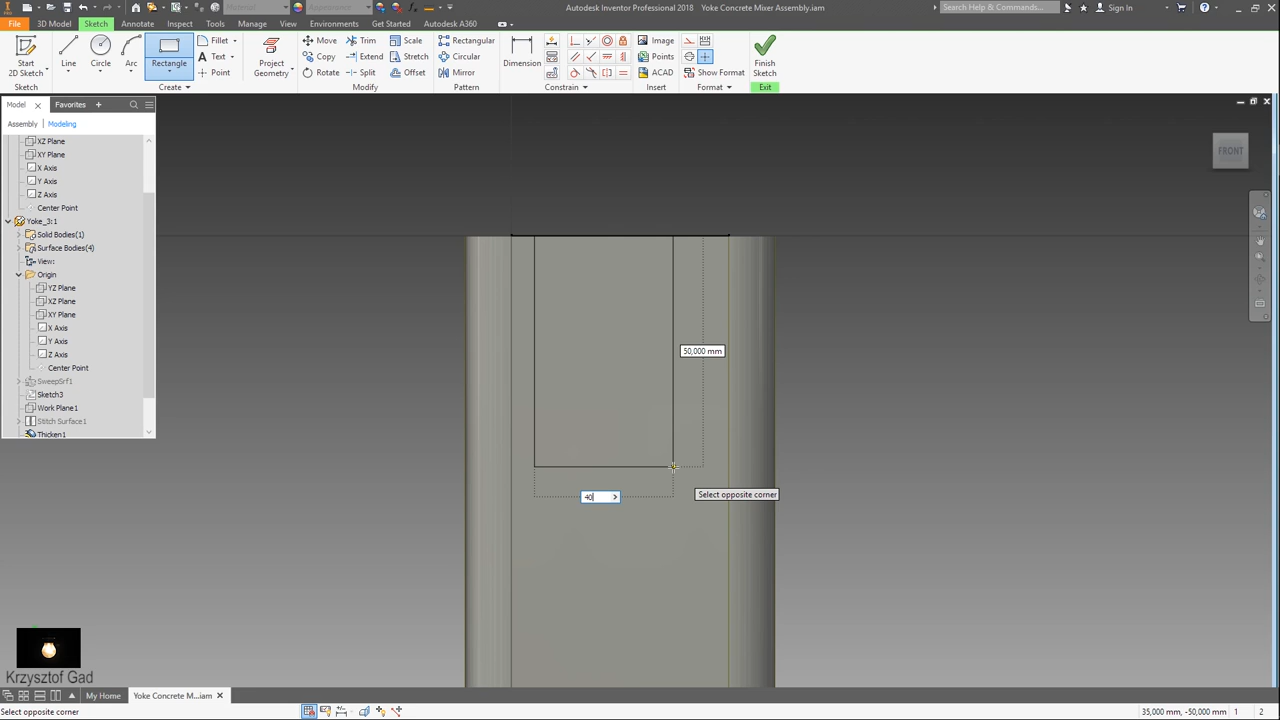 Autodesk Inventor Professional 2018 Yoke Concrete Mixer Assembly.iam
Search Help & Commands...
Sign In
Material
Appearance
File
3D Model
Sketch
Annotate
Inspect
Tools
Manage
View
Environments
Get Started
Autodesk A360
Start
2D Sketch
Line
Circle
Arc
Rectangle
Fillet
Text
Point
Project
Geometry
Move
Copy
Rotate
Trim
Extend
Split
Scale
Stretch
Offset
Rectangular
Circular
Mirror
Dimension
Image
Points
ACAD
Show Format
Finish
Sketch
Sketch
Create
Modify
Pattern
Constrain
Insert
Format
Exit
Model
Favorites
Assembly
Modeling
XZ Plane
XY Plane
X Axis
Y Axis
Z Axis
Center Point
Yoke_3:1
Solid Bodies(1)
Surface Bodies(4)
View:
Origin
YZ Plane
XZ Plane
XY Plane
X Axis
Y Axis
Z Axis
Center Point
SweepSrf1
Sketch3
Work Plane1
Stitch Surface1
Thicken1
FRONT
50,000 mm
40
Select opposite corner
Krzysztof Gad
My Home
Yoke Concrete M...iam
Select opposite corner
35,000 mm, -50,000 mm
1
2